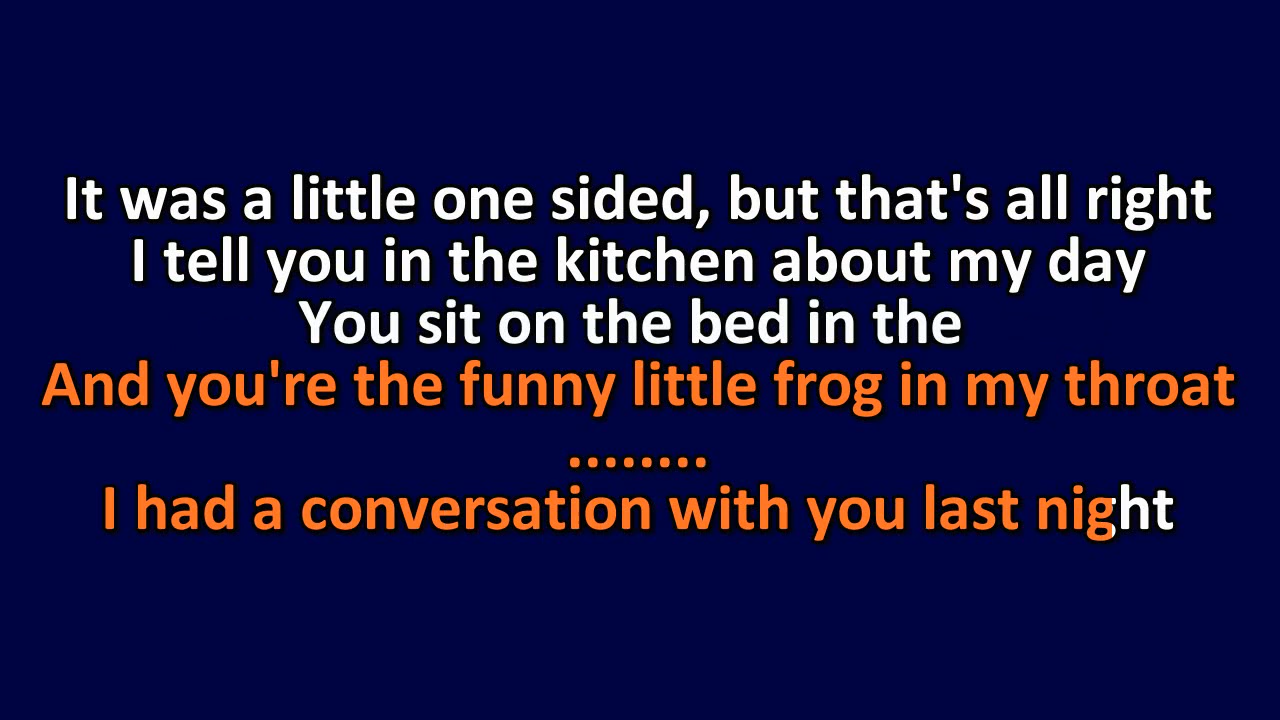 It was a little one sided, but that's all right
I tell you in the kitchen about my day
You sit on the bed in the
And you're the funny little frog in my throat
........
I had a conversation with you last night